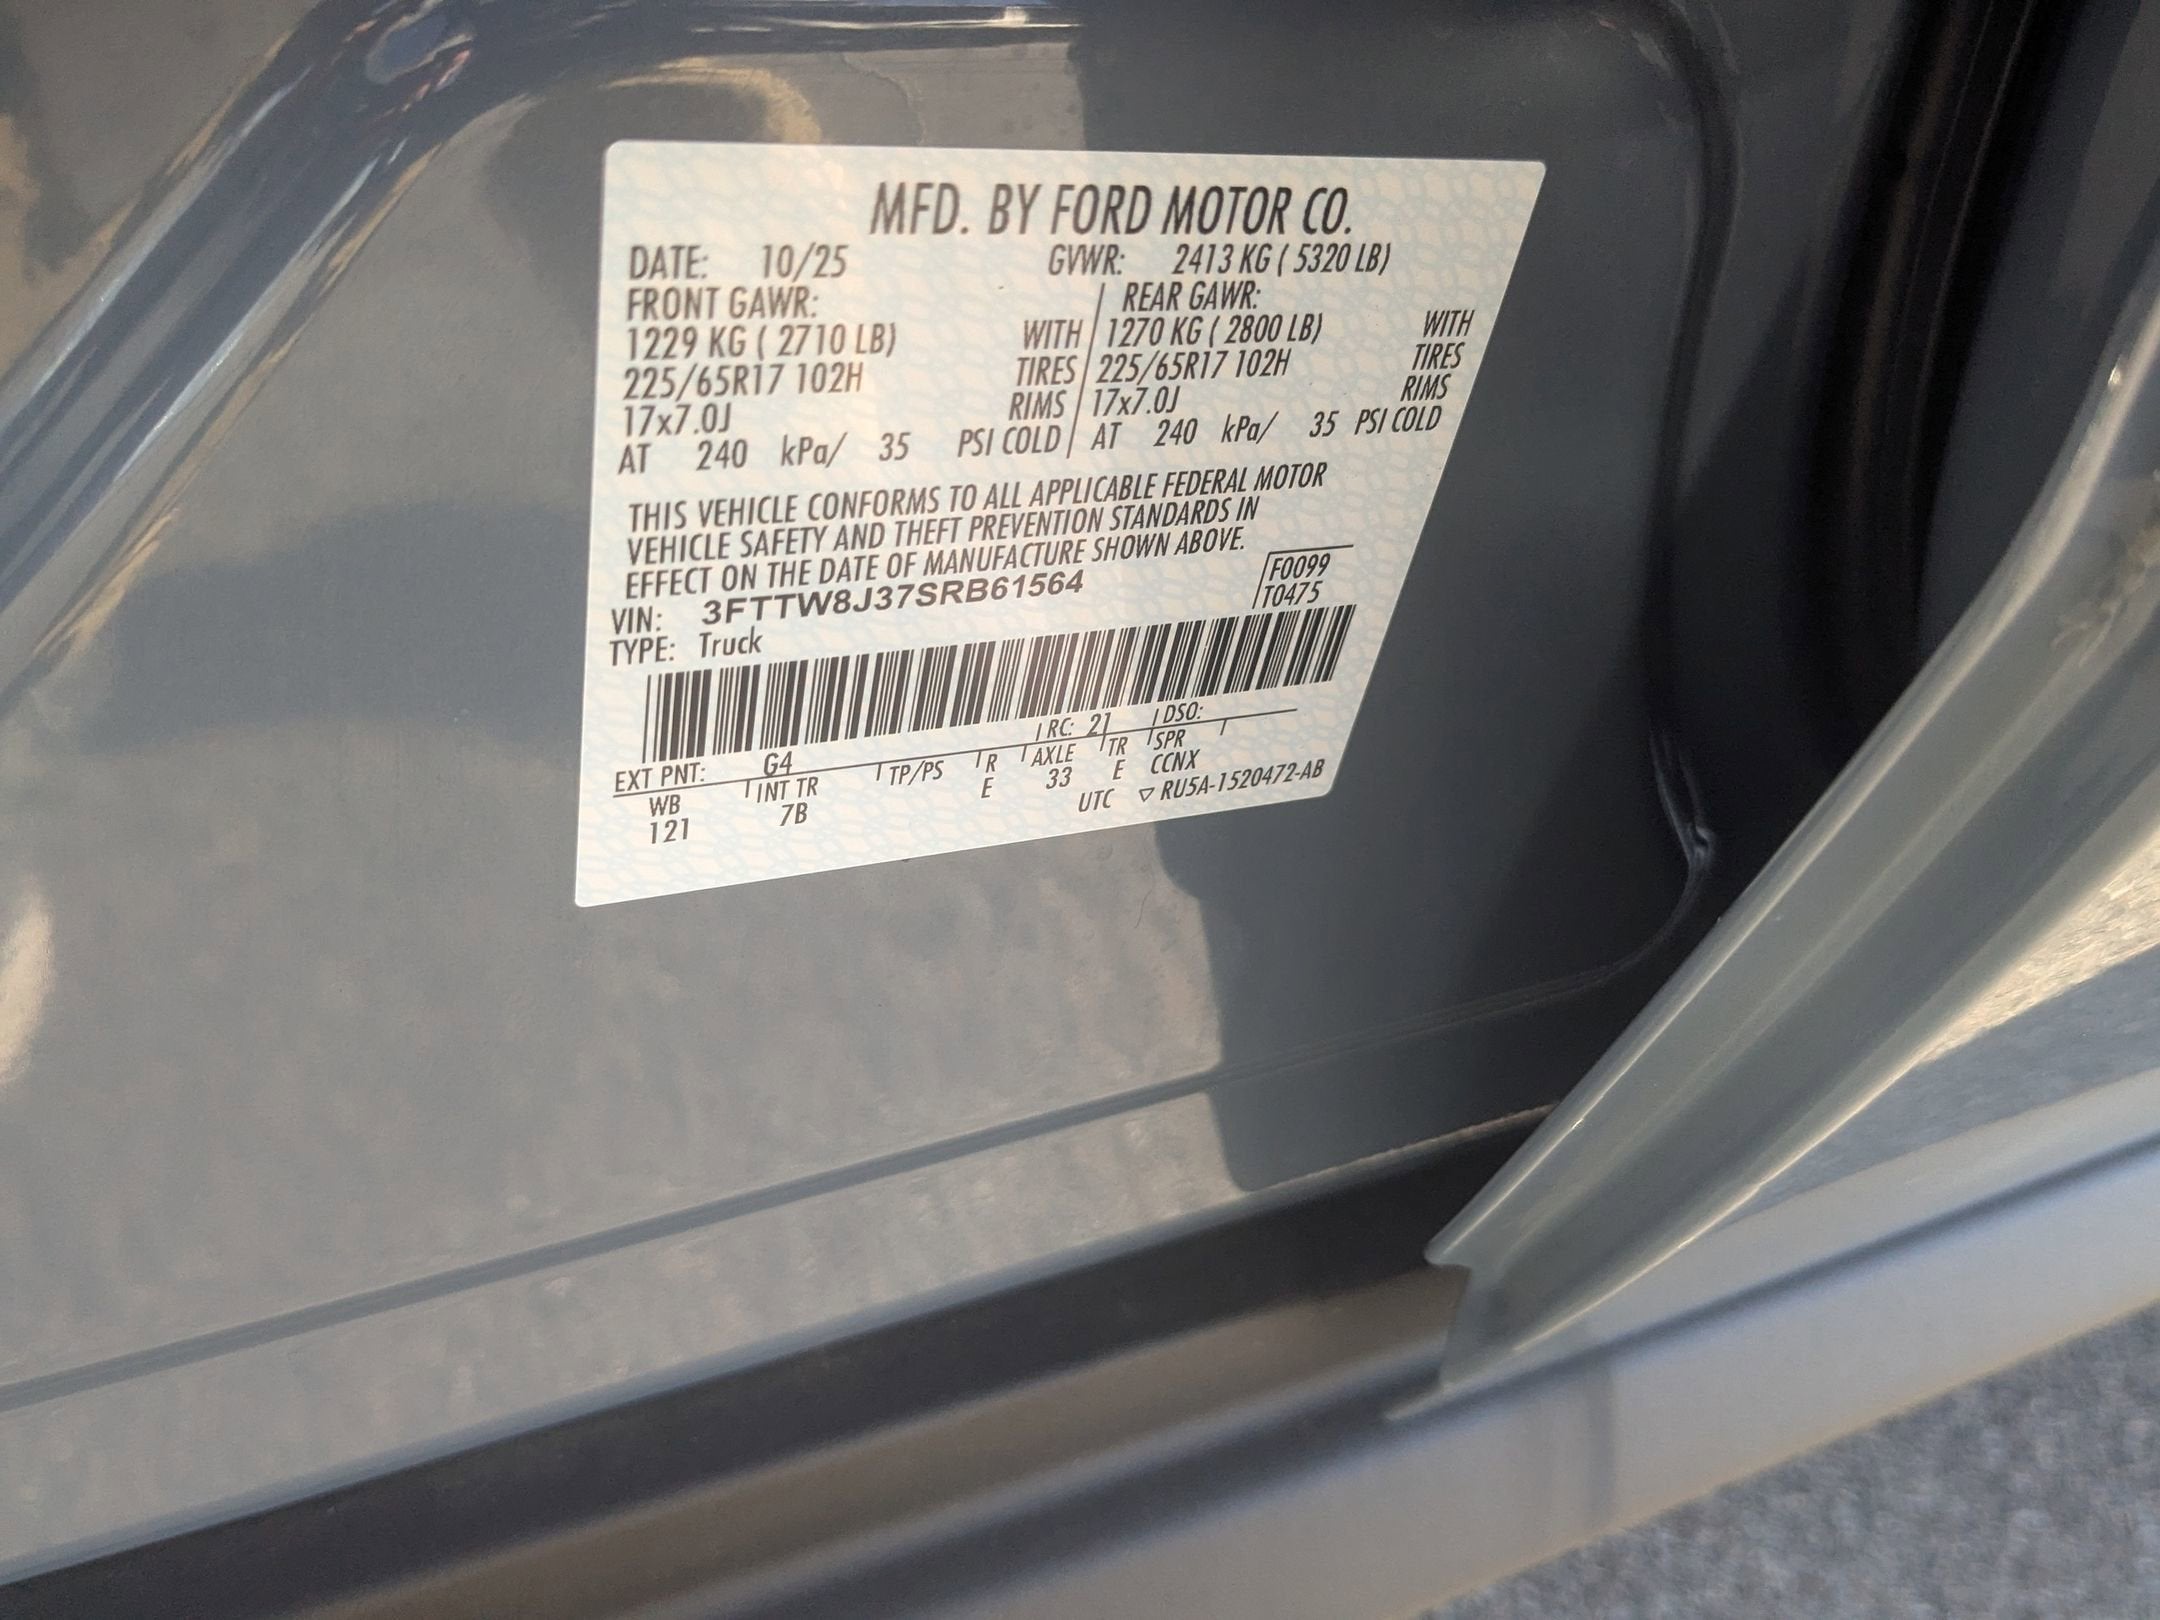 MFD. BY FORD MOTOR CO.
DATE: 10/25 GVWR: 2413 KG ( 5320 LB)
FRONT GAWR: REAR GAWR:
1229 KG ( 2710 LB) WITH 1270 KG ( 2800 LB) WITH
225/65R17 102H TIRES 225/65R17 102H TIRES
17x7.0J RIMS 17x7.0J RIMS
AT 240 kPa/ 35 PSI COLD AT 240 kPa/ 35 PSI COLD
THIS VEHICLE CONFORMS TO ALL APPLICABLE FEDERAL MOTOR
VEHICLE SAFETY AND THEFT PREVENTION STANDARDS IN
EFFECT ON THE DATE OF MANUFACTURE SHOWN ABOVE.
VIN: 3FTTW8J37SRB61564 F0099
TYPE: Truck T0475
EXT PNT: G4 RC: 21 DSO:
WB INT TR TP/PS R AXLE TR SPR
121 7B E 33 E CCNX
UTC ▽ RU5A-1520472-AB